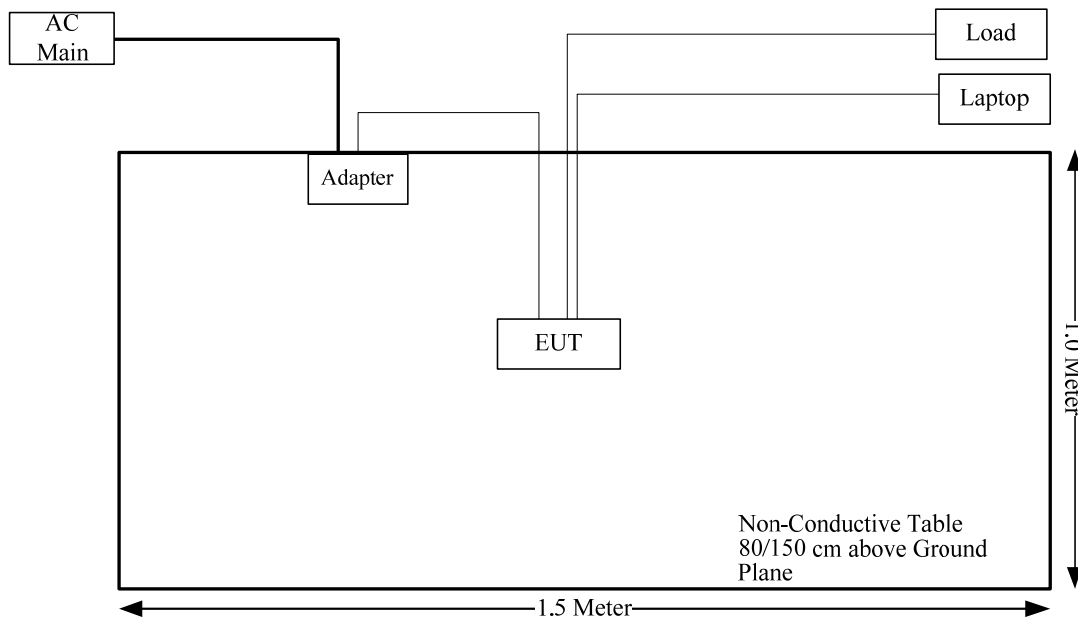 AC
Main
Load
Laptop
Adapter
EUT
1.0 Meter
Non-Conductive Table
80/150 cm above Ground
Plane
1.5 Meter